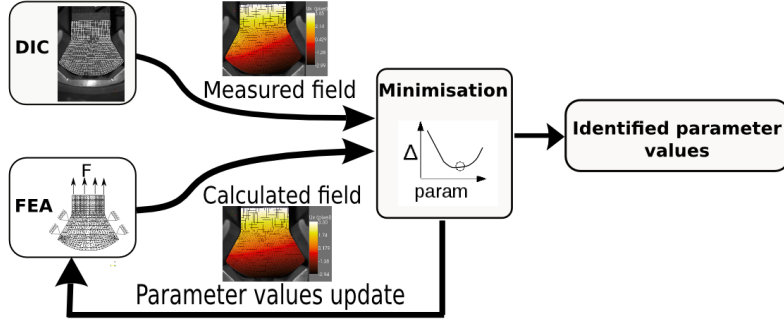 DIC
Measured field
Minimisation
Δ
param
Identified parameter
values
FEA
F
Calculated field
Parameter values update